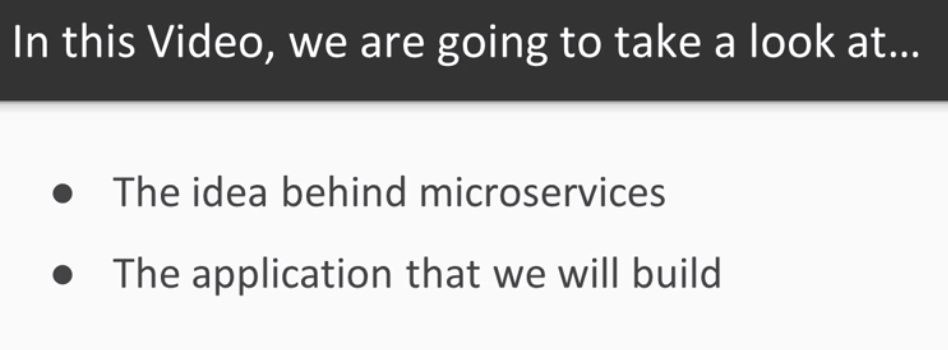 In this Video, we are going to take a look at...
● The idea behind microservices
● The application that we will build